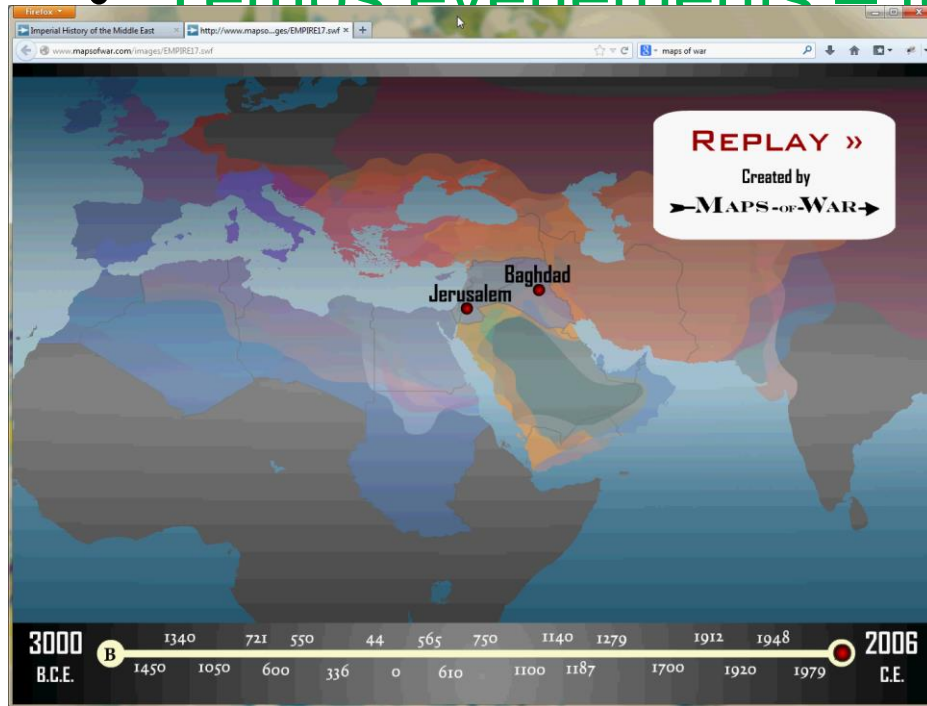 Temps événements –
Firefox
Imperial History of the Middle East
http://www.mapso...ges/EMPIRE17.swf
www.mapsofwar.com/images/EMPIRE17.swf
maps of war
REPLAY »
Created by
MAPS-OF-WAR
Baghdad
Jerusalem
3000
B.C.E.
B
1340 721 550 44 565 750 1140 1279 1912 1948
1450 1050 600 336 0 610 1100 1187 1700 1920 1979
2006
C.E.